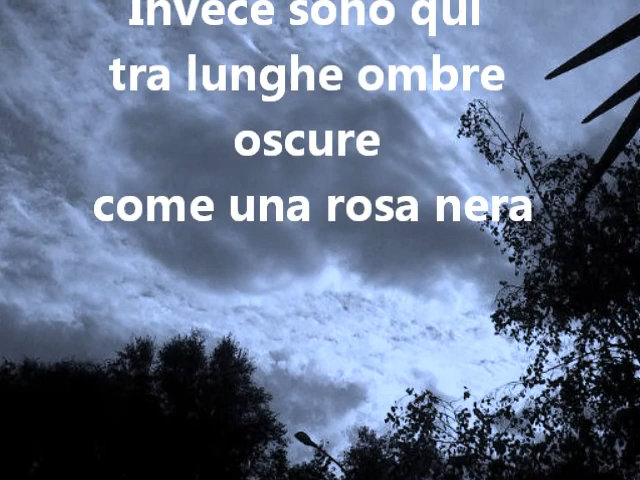 Invece sono qui
tra lunghe ombre
oscure
come una rosa nera